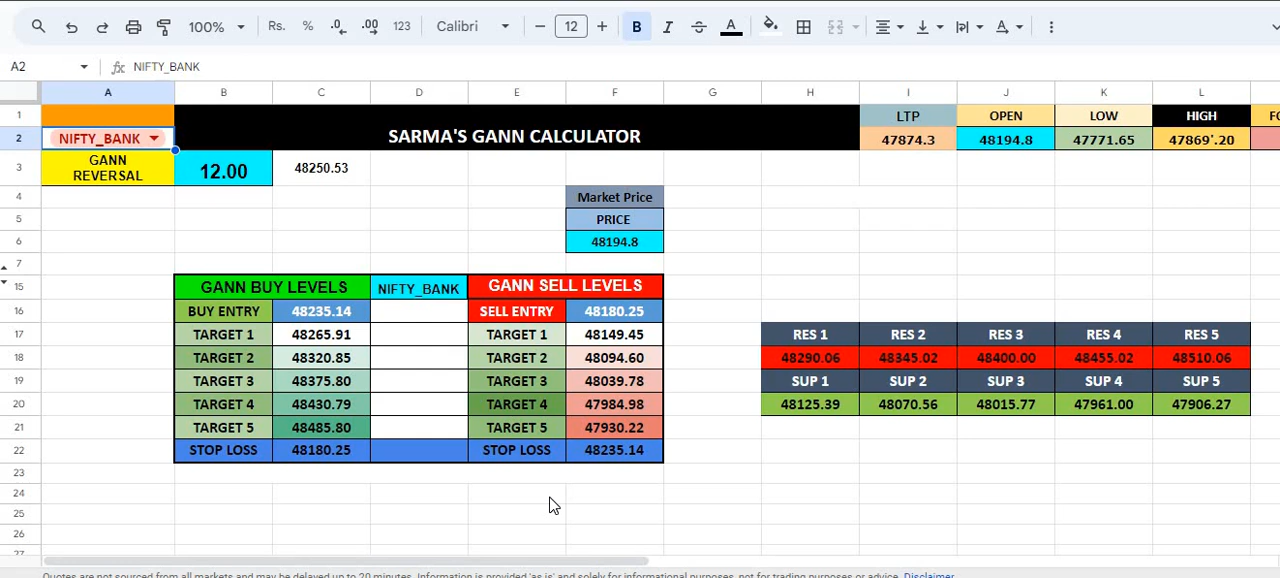 100% Rs. % .0 .00 123 Calibri 12 B I A A
A2 fx NIFTY_BANK
A B C D E F G H I J K L
1 LTP OPEN LOW HIGH
2 NIFTY_BANK SARMA'S GANN CALCULATOR 47874.3 48194.8 47771.65 47869'.20
3 GANN REVERSAL 12.00 48250.53
4 Market Price
5 PRICE
6 48194.8
7
15 GANN BUY LEVELS NIFTY_BANK GANN SELL LEVELS
16 BUY ENTRY 48235.14 SELL ENTRY 48180.25
17 TARGET 1 48265.91 TARGET 1 48149.45 RES 1 RES 2 RES 3 RES 4 RES 5
18 TARGET 2 48320.85 TARGET 2 48094.60 48290.06 48345.02 48400.00 48455.02 48510.06
19 TARGET 3 48375.80 TARGET 3 48039.78 SUP 1 SUP 2 SUP 3 SUP 4 SUP 5
20 TARGET 4 48430.79 TARGET 4 47984.98 48125.39 48070.56 48015.77 47961.00 47906.27
21 TARGET 5 48485.80 TARGET 5 47930.22
22 STOP LOSS 48180.25 STOP LOSS 48235.14
23
24
25
26
27
Quotes are not sourced from all markets and may be delayed up to 20 minutes. Information is provided 'as is' and solely for informational purposes, not for trading purposes or advice. Disclaimer